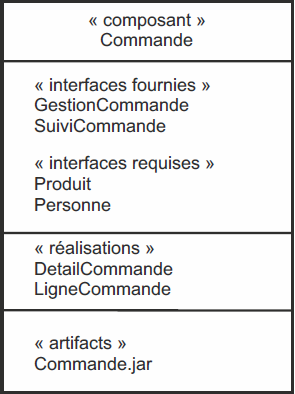 « composant »
Commande
« interfaces fournies »
GestionCommande
SuiviCommande
« interfaces requises »
Produit
Personne
« réalisations »
DetailCommande
LigneCommande
« artifacts »
Commande.jar